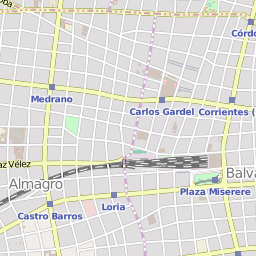 Córdo
Medrano
Carlos Gardel
Corrientes (
az Vélez
Almagro
Balva
Plaza Miserere
Loria
Castro Barros